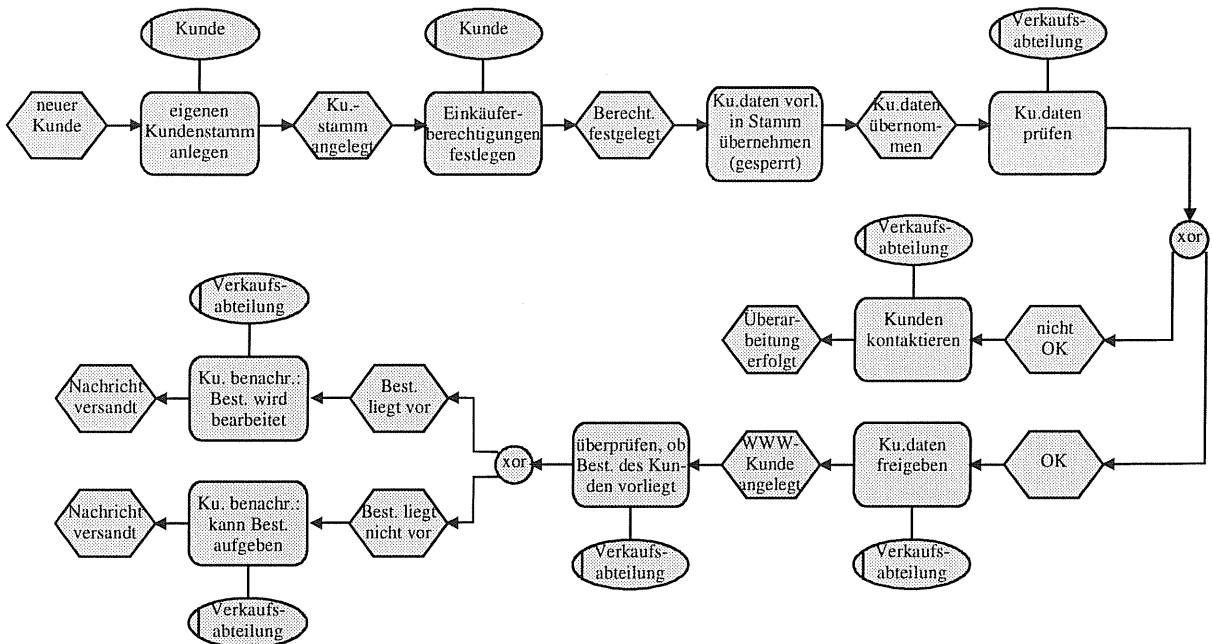 Kunde
Kunde
Verkaufs-
abteilung
neuer
Kunde
eigenen
Kundenstamm
anlegen
Ku.-
stamm
angelegt
Einkäufer-
berechtigungen
festlegen
Berecht.
festgelegt
Ku.daten vorl.
in Stamm
übernehmen
(gesperrt)
Ku.daten
übernom-
men
Ku.daten
prüfen
xor
Verkaufs-
abteilung
Überar-
beitung
erfolgt
Kunden
kontaktieren
nicht
OK
Verkaufs-
abteilung
Nachricht
versandt
Ku. benachr.:
Best. wird
bearbeitet
Best.
liegt vor
xor
überprüfen, ob
Best. des Kun-
den vorliegt
WWW-
Kunde
angelegt
Ku.daten
freigeben
OK
Nachricht
versandt
Ku. benachr.:
kann Best.
aufgeben
Best. liegt
nicht vor
Verkaufs-
abteilung
Verkaufs-
abteilung
Verkaufs-
abteilung